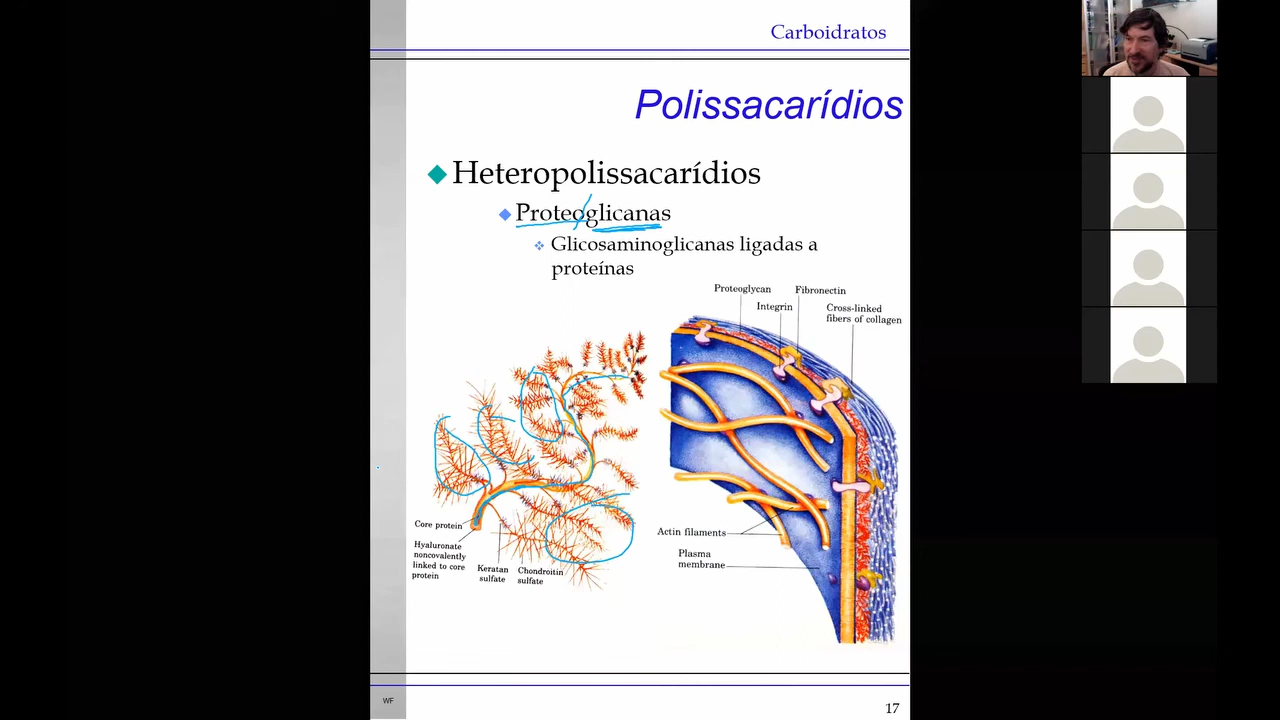 Carboidratos
Polissacarídios
Heteropolissacarídios
Proteoglicanas
Glicosaminoglicanas ligadas a
proteínas
Proteoglycan
Fibronectin
Integrin
Cross-linked
fibers of collagen
Core protein
Hyaluronate
noncovalently
linked to core
protein
Keratan
sulfate
Chondroitin
sulfate
Actin filaments
Plasma
membrane
WF
17